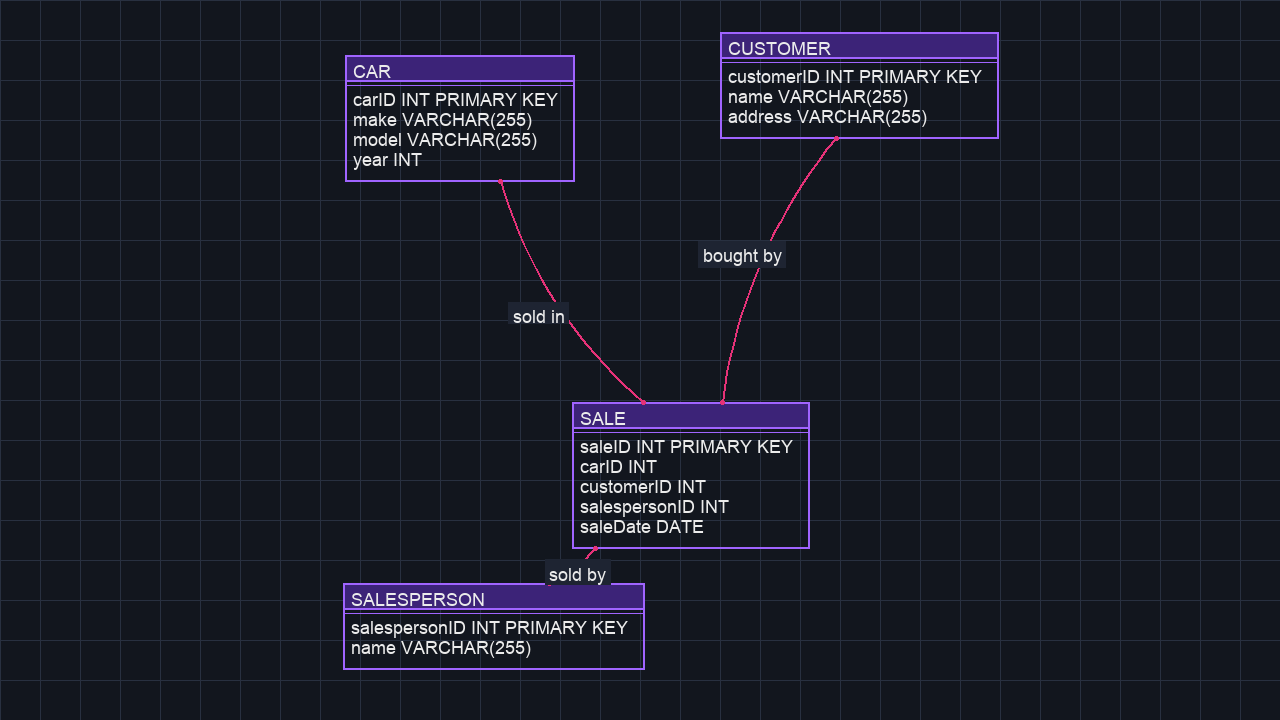 CAR
carID INT PRIMARY KEY
make VARCHAR(255)
model VARCHAR(255)
year INT
CUSTOMER
customerID INT PRIMARY KEY
name VARCHAR(255)
address VARCHAR(255)
bought by
sold in
SALE
saleID INT PRIMARY KEY
carID INT
customerID INT
salespersonID INT
saleDate DATE
sold by
SALESPERSON
salespersonID INT PRIMARY KEY
name VARCHAR(255)